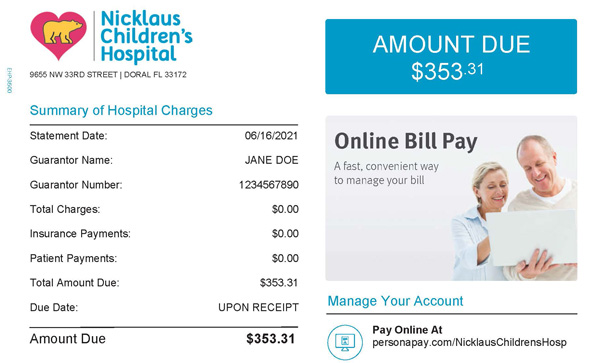 Nicklaus
Children's
Hospital
9655 NW 33RD STREET | DORAL FL 33172
EHP-3600
Summary of Hospital Charges
Statement Date: 06/16/2021
Guarantor Name: JANE DOE
Guarantor Number: 1234567890
Total Charges: $0.00
Insurance Payments: $0.00
Patient Payments: $0.00
Total Amount Due: $353.31
Due Date: UPON RECEIPT
Amount Due $353.31
AMOUNT DUE
$353.31
Online Bill Pay
A fast, convenient way
to manage your bill
Manage Your Account
Pay Online At
personapay.com/NicklausChildrensHosp